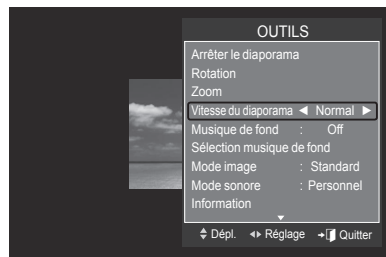 OUTILS
Arrêter le diaporama
Rotation
Zoom
Vitesse du diaporama ◀ Normal ▶
Musique de fond : Off
Sélection musique de fond
Mode image : Standard
Mode sonore : Personnel
Information
Dépl. Réglage Quitter